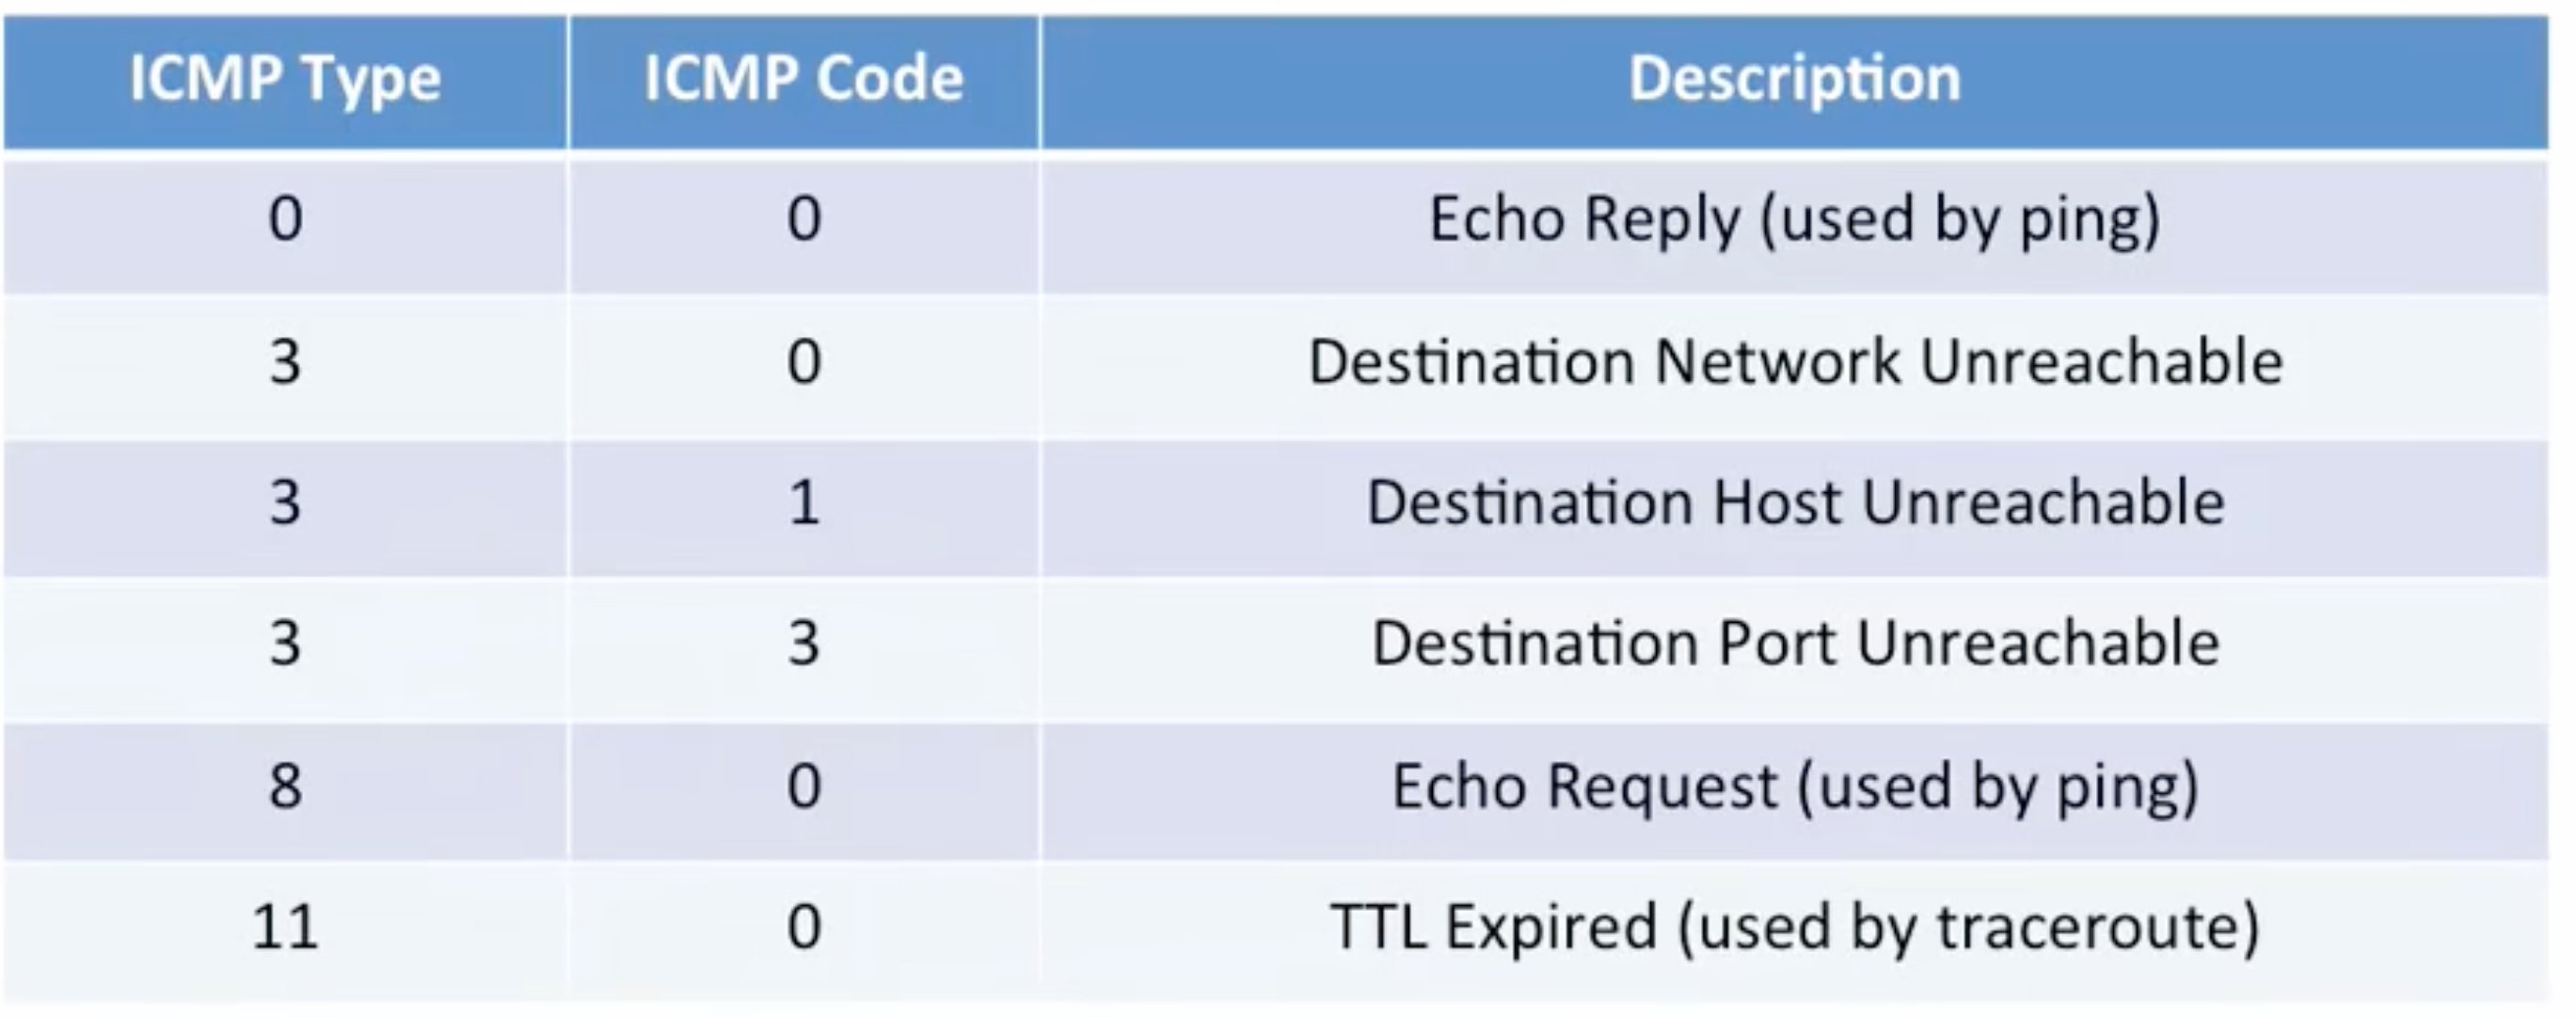 ICMP Type ICMP Code Description
0 0 Echo Reply (used by ping)
3 0 Destination Network Unreachable
3 1 Destination Host Unreachable
3 3 Destination Port Unreachable
8 0 Echo Request (used by ping)
11 0 TTL Expired (used by traceroute)